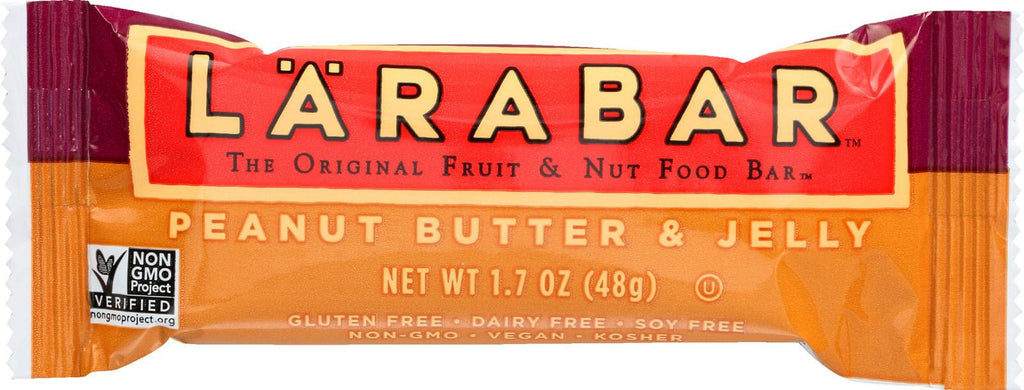 LÄRABAR™
THE ORIGINAL FRUIT & NUT FOOD BAR™
PEANUT BUTTER & JELLY
NON
GMO
Project
VERIFIED
nongmoproject.org
NET WT 1.7 OZ (48g) U
GLUTEN FREE • DAIRY FREE • SOY FREE
NON-GMO • VEGAN • KOSHER